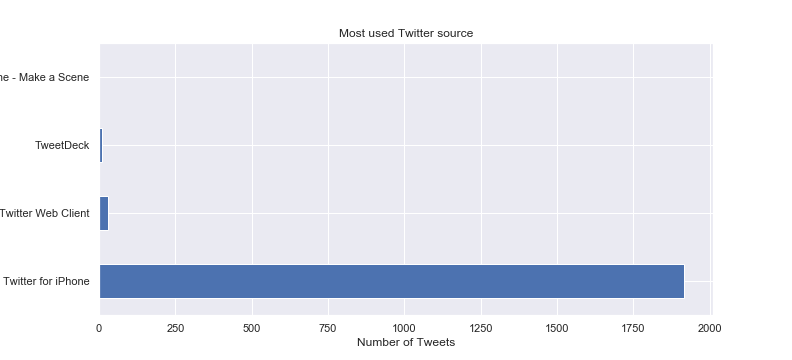 Most used Twitter source
- Make a Scene
TweetDeck
Twitter Web Client
Twitter for iPhone
0 250 500 750 1000 1250 1500 1750 2000
Number of Tweets